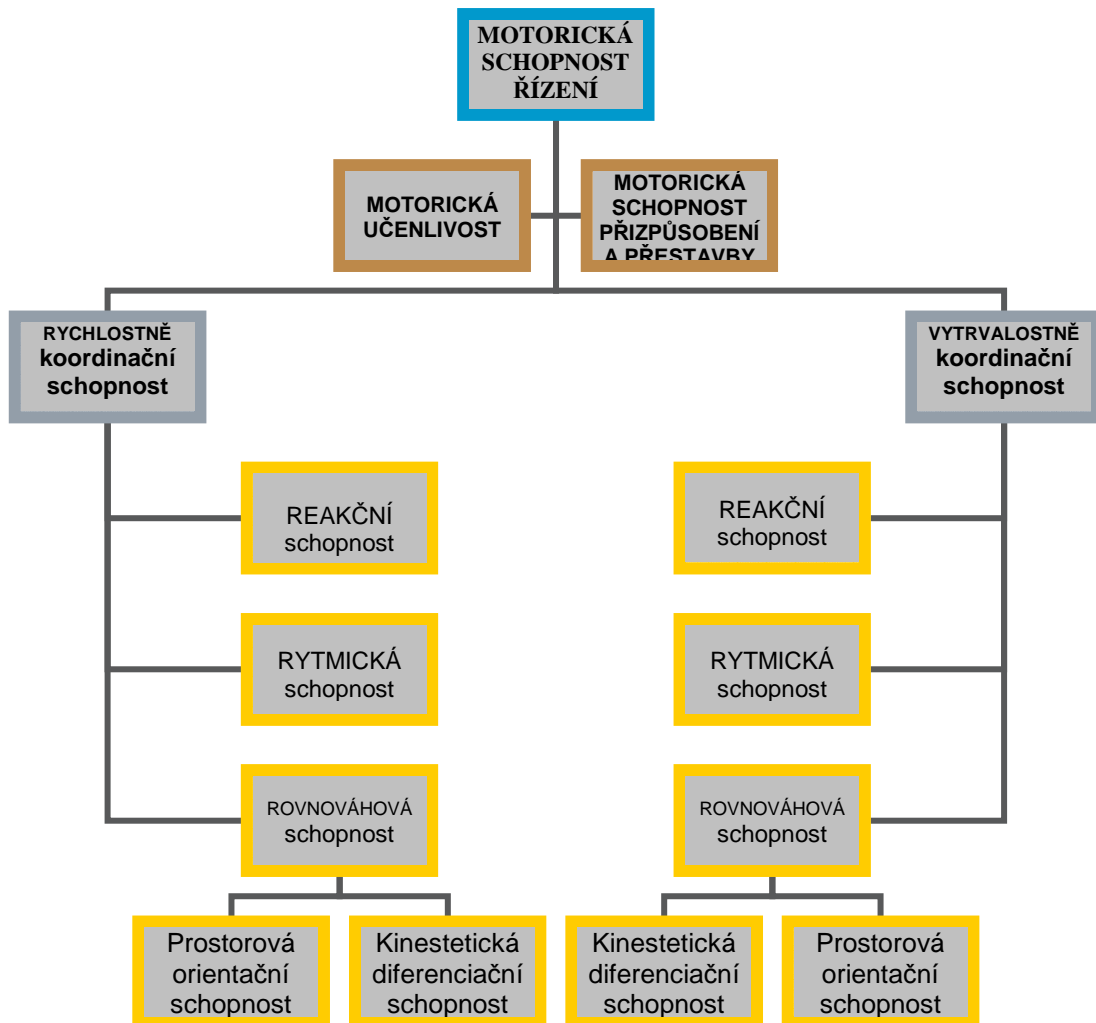 MOTORICKÁ
SCHOPNOST
ŘÍZENÍ
MOTORICKÁ
UČENLIVOST
MOTORICKÁ
SCHOPNOST
PŘIZPŮSOBENÍ
A PŘESTAVBY
RYCHLOSTNĚ
koordinační
schopnost
VYTRVALOSTNĚ
koordinační
schopnost
REAKČNÍ
schopnost
REAKČNÍ
schopnost
RYTMICKÁ
schopnost
RYTMICKÁ
schopnost
ROVNOVÁHOVÁ
schopnost
ROVNOVÁHOVÁ
schopnost
Prostorová
orientační
schopnost
Kinestetická
diferenciační
schopnost
Kinestetická
diferenciační
schopnost
Prostorová
orientační
schopnost